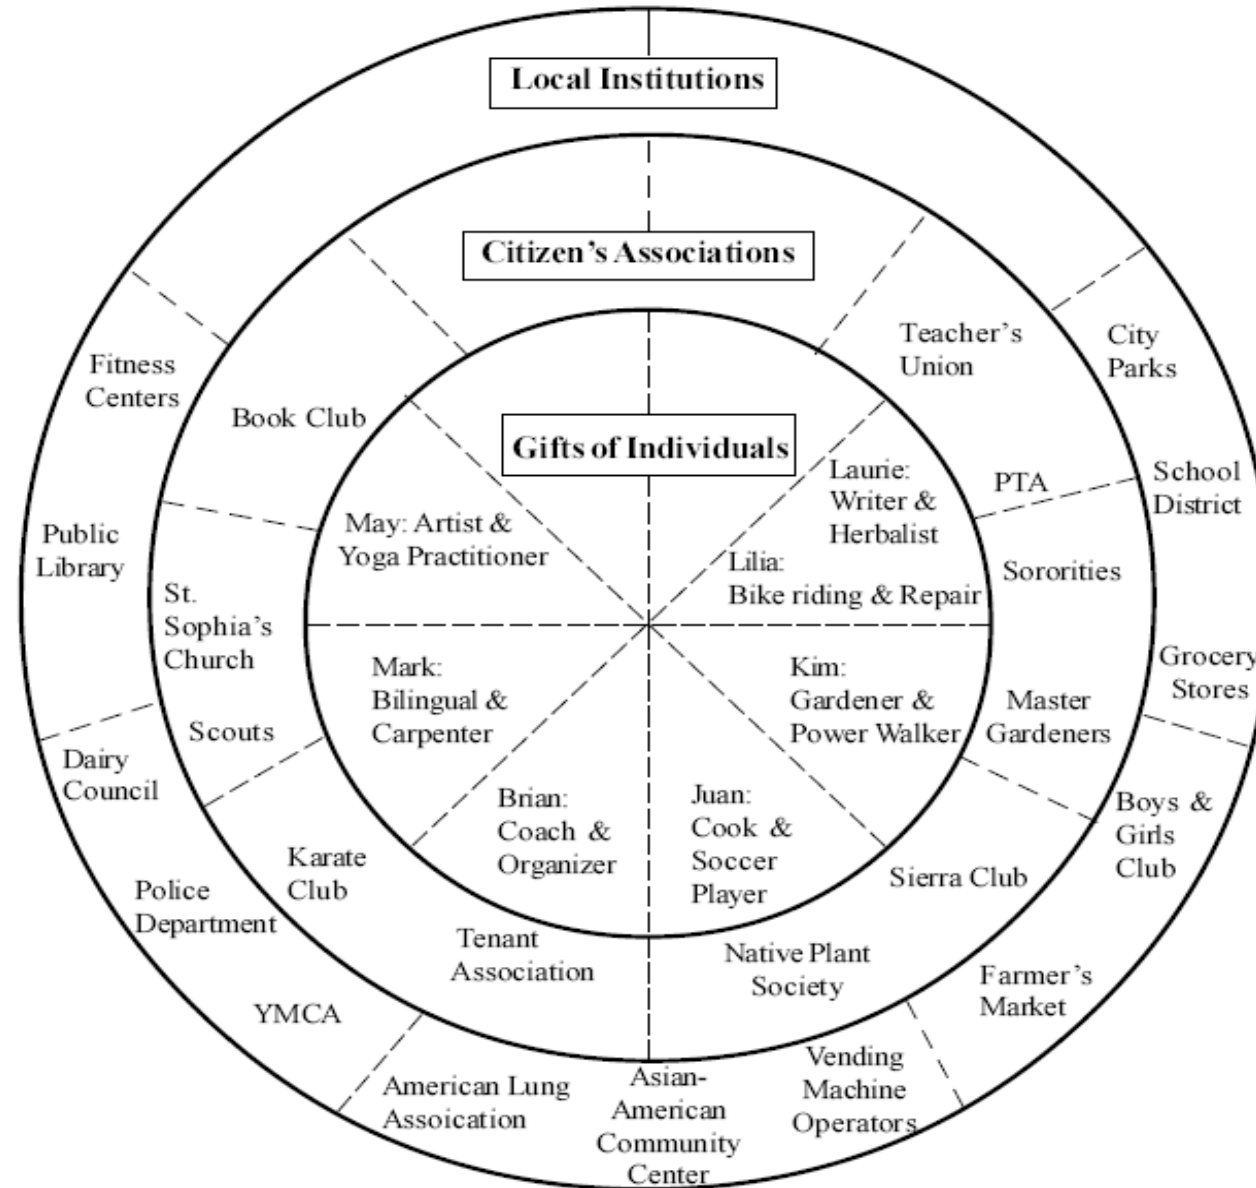 Local Institutions
Citizen's Associations
Gifts of Individuals
Laurie:
Writer &
Herbalist
Lilia:
Bike riding & Repair
Kim:
Gardener &
Power Walker
Juan:
Cook &
Soccer
Player
Brian:
Coach &
Organizer
Mark:
Bilingual &
Carpenter
May: Artist &
Yoga Practitioner
Teacher's
Union
PTA
Sororities
Master
Gardeners
Sierra Club
Native Plant
Society
Tenant
Association
Karate
Club
Scouts
St.
Sophia's
Church
Book Club
City
Parks
School
District
Grocery
Stores
Boys &
Girls
Club
Farmer's
Market
Vending
Machine
Operators
Asian-
American
Community
Center
American Lung
Assoication
YMCA
Police
Department
Dairy
Council
Public
Library
Fitness
Centers